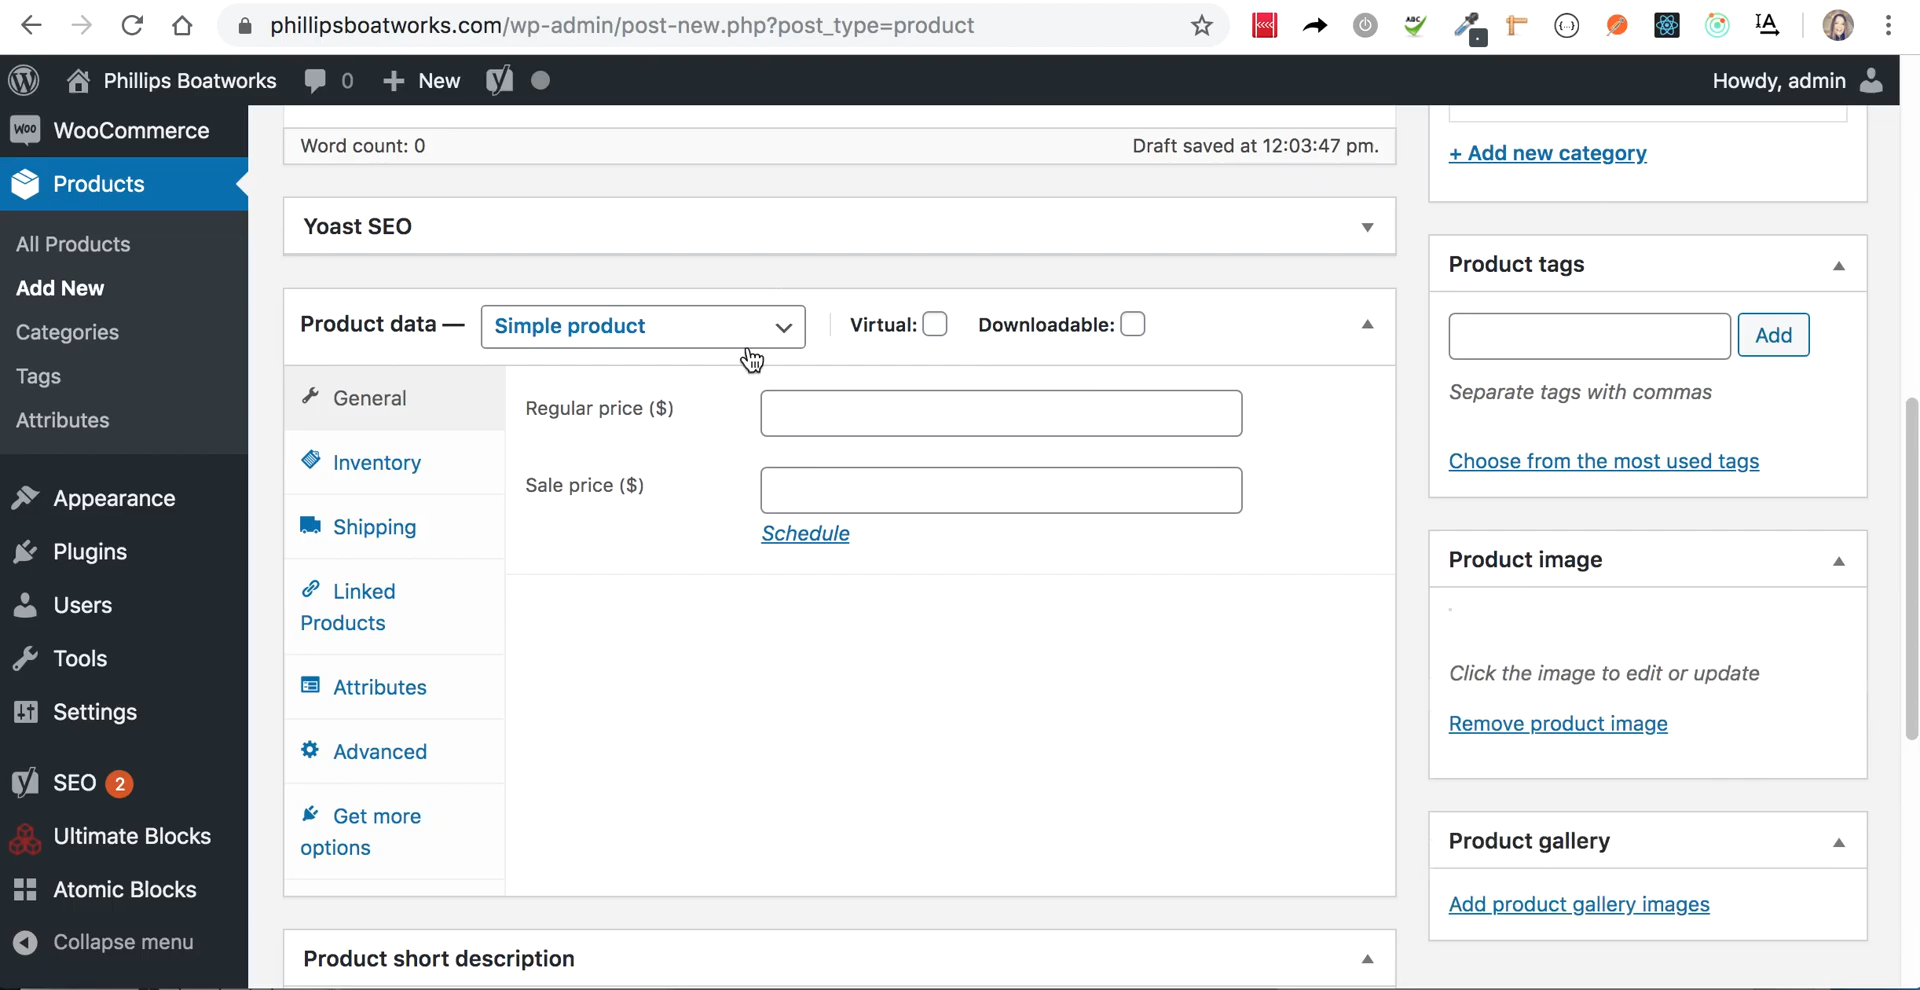 phillipsboatworks.com/wp-admin/post-new.php?post_type=product
ABC
IA
Phillips Boatworks
0
New
Howdy, admin
WOO
WooCommerce
Products
All Products
Add New
Categories
Tags
Attributes
Appearance
Plugins
Users
Tools
Settings
SEO 2
Ultimate Blocks
Atomic Blocks
Collapse menu
Word count: 0
Draft saved at 12:03:47 pm.
Yoast SEO
Product data —
Simple product
Virtual:
Downloadable:
General
Inventory
Shipping
Linked
Products
Attributes
Advanced
Get more
options
Regular price ($)
Sale price ($)
Schedule
Product short description
+ Add new category
Product tags
Add
Separate tags with commas
Choose from the most used tags
Product image
Click the image to edit or update
Remove product image
Product gallery
Add product gallery images